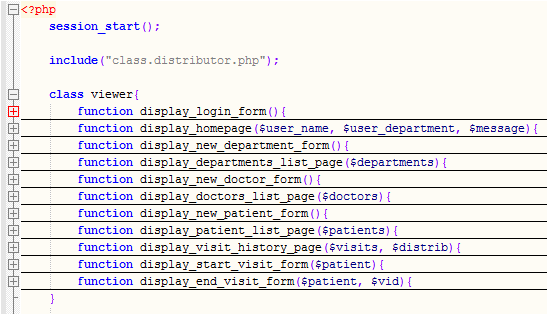 <?php
session_start();
include("class.distributor.php");
class viewer{
function display_login_form(){
function display_homepage($user_name, $user_department, $message){
function display_new_department_form(){
function display_departments_list_page($departments){
function display_new_doctor_form(){
function display_doctors_list_page($doctors){
function display_new_patient_form(){
function display_patient_list_page($patients){
function display_visit_history_page($visits, $distrib){
function display_start_visit_form($patient){
function display_end_visit_form($patient, $vid){
}